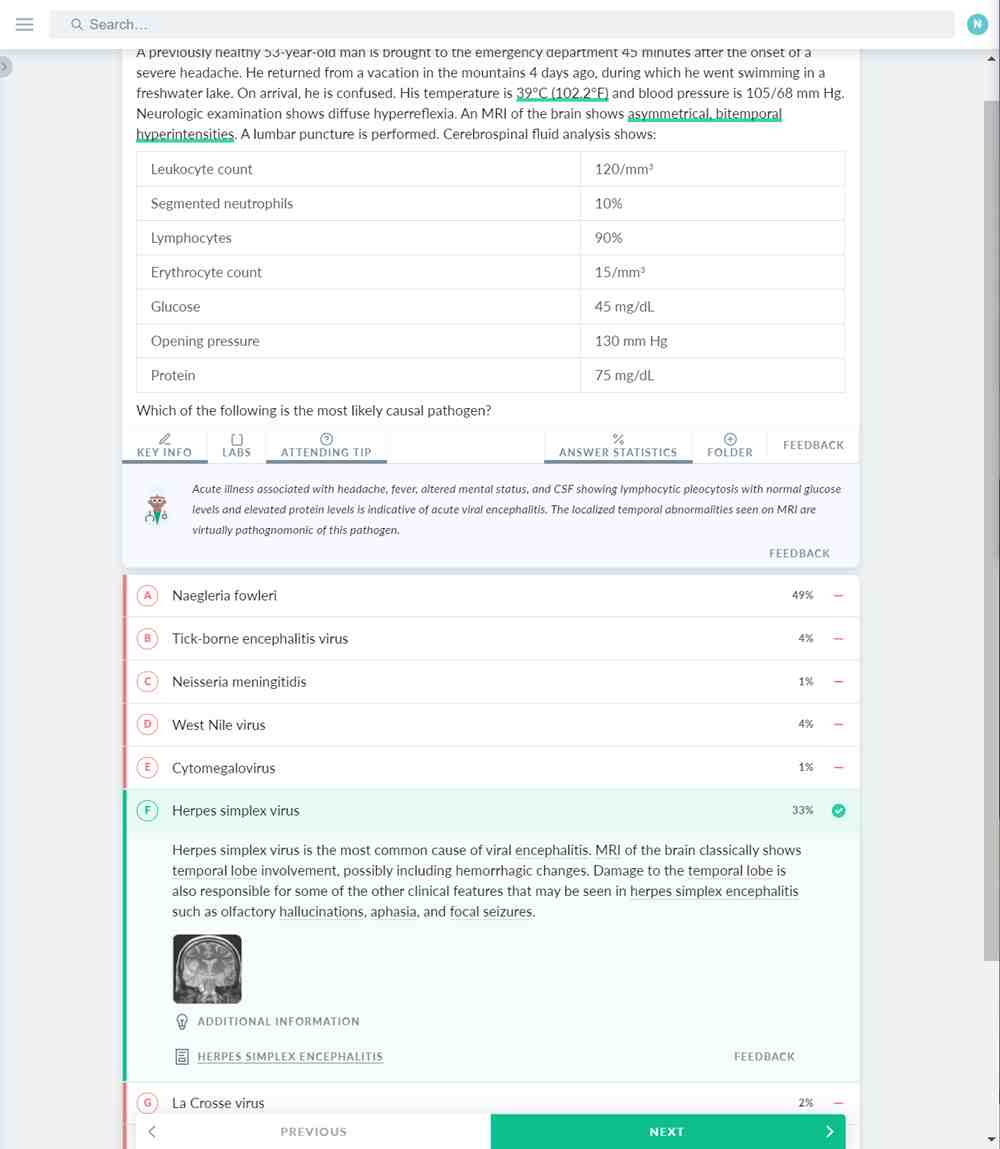 Search...
N
A previously healthy 53-year-old man is brought to the emergency department 45 minutes after the onset of a
severe headache. He returned from a vacation in the mountains 4 days ago, during which he went swimming in a
freshwater lake. On arrival, he is confused. His temperature is 39°C (102.2°F) and blood pressure is 105/68 mm Hg.
Neurologic examination shows diffuse hyperreflexia. An MRI of the brain shows asymmetrical, bitemporal
hyperintensities. A lumbar puncture is performed. Cerebrospinal fluid analysis shows:
Leukocyte count 120/mm³
Segmented neutrophils 10%
Lymphocytes 90%
Erythrocyte count 15/mm³
Glucose 45 mg/dL
Opening pressure 130 mm Hg
Protein 75 mg/dL
Which of the following is the most likely causal pathogen?
KEY INFO LABS ATTENDING TIP ANSWER STATISTICS FOLDER FEEDBACK
Acute illness associated with headache, fever, altered mental status, and CSF showing lymphocytic pleocytosis with normal glucose
levels and elevated protein levels is indicative of acute viral encephalitis. The localized temporal abnormalities seen on MRI are
virtually pathognomonic of this pathogen.
FEEDBACK
A Naegleria fowleri 49%
B Tick-borne encephalitis virus 4%
C Neisseria meningitidis 1%
D West Nile virus 4%
E Cytomegalovirus 1%
F Herpes simplex virus 33%
Herpes simplex virus is the most common cause of viral encephalitis. MRI of the brain classically shows
temporal lobe involvement, possibly including hemorrhagic changes. Damage to the temporal lobe is
also responsible for some of the other clinical features that may be seen in herpes simplex encephalitis
such as olfactory hallucinations, aphasia, and focal seizures.
ADDITIONAL INFORMATION
HERPES SIMPLEX ENCEPHALITIS FEEDBACK
G La Crosse virus 2%
PREVIOUS NEXT